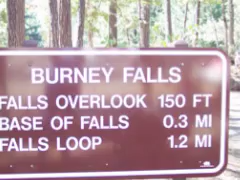 BURNEY FALLS
FALLS OVERLOOK 150 FT
BASE OF FALLS 0.3 MI
FALLS LOOP 1.2 MI